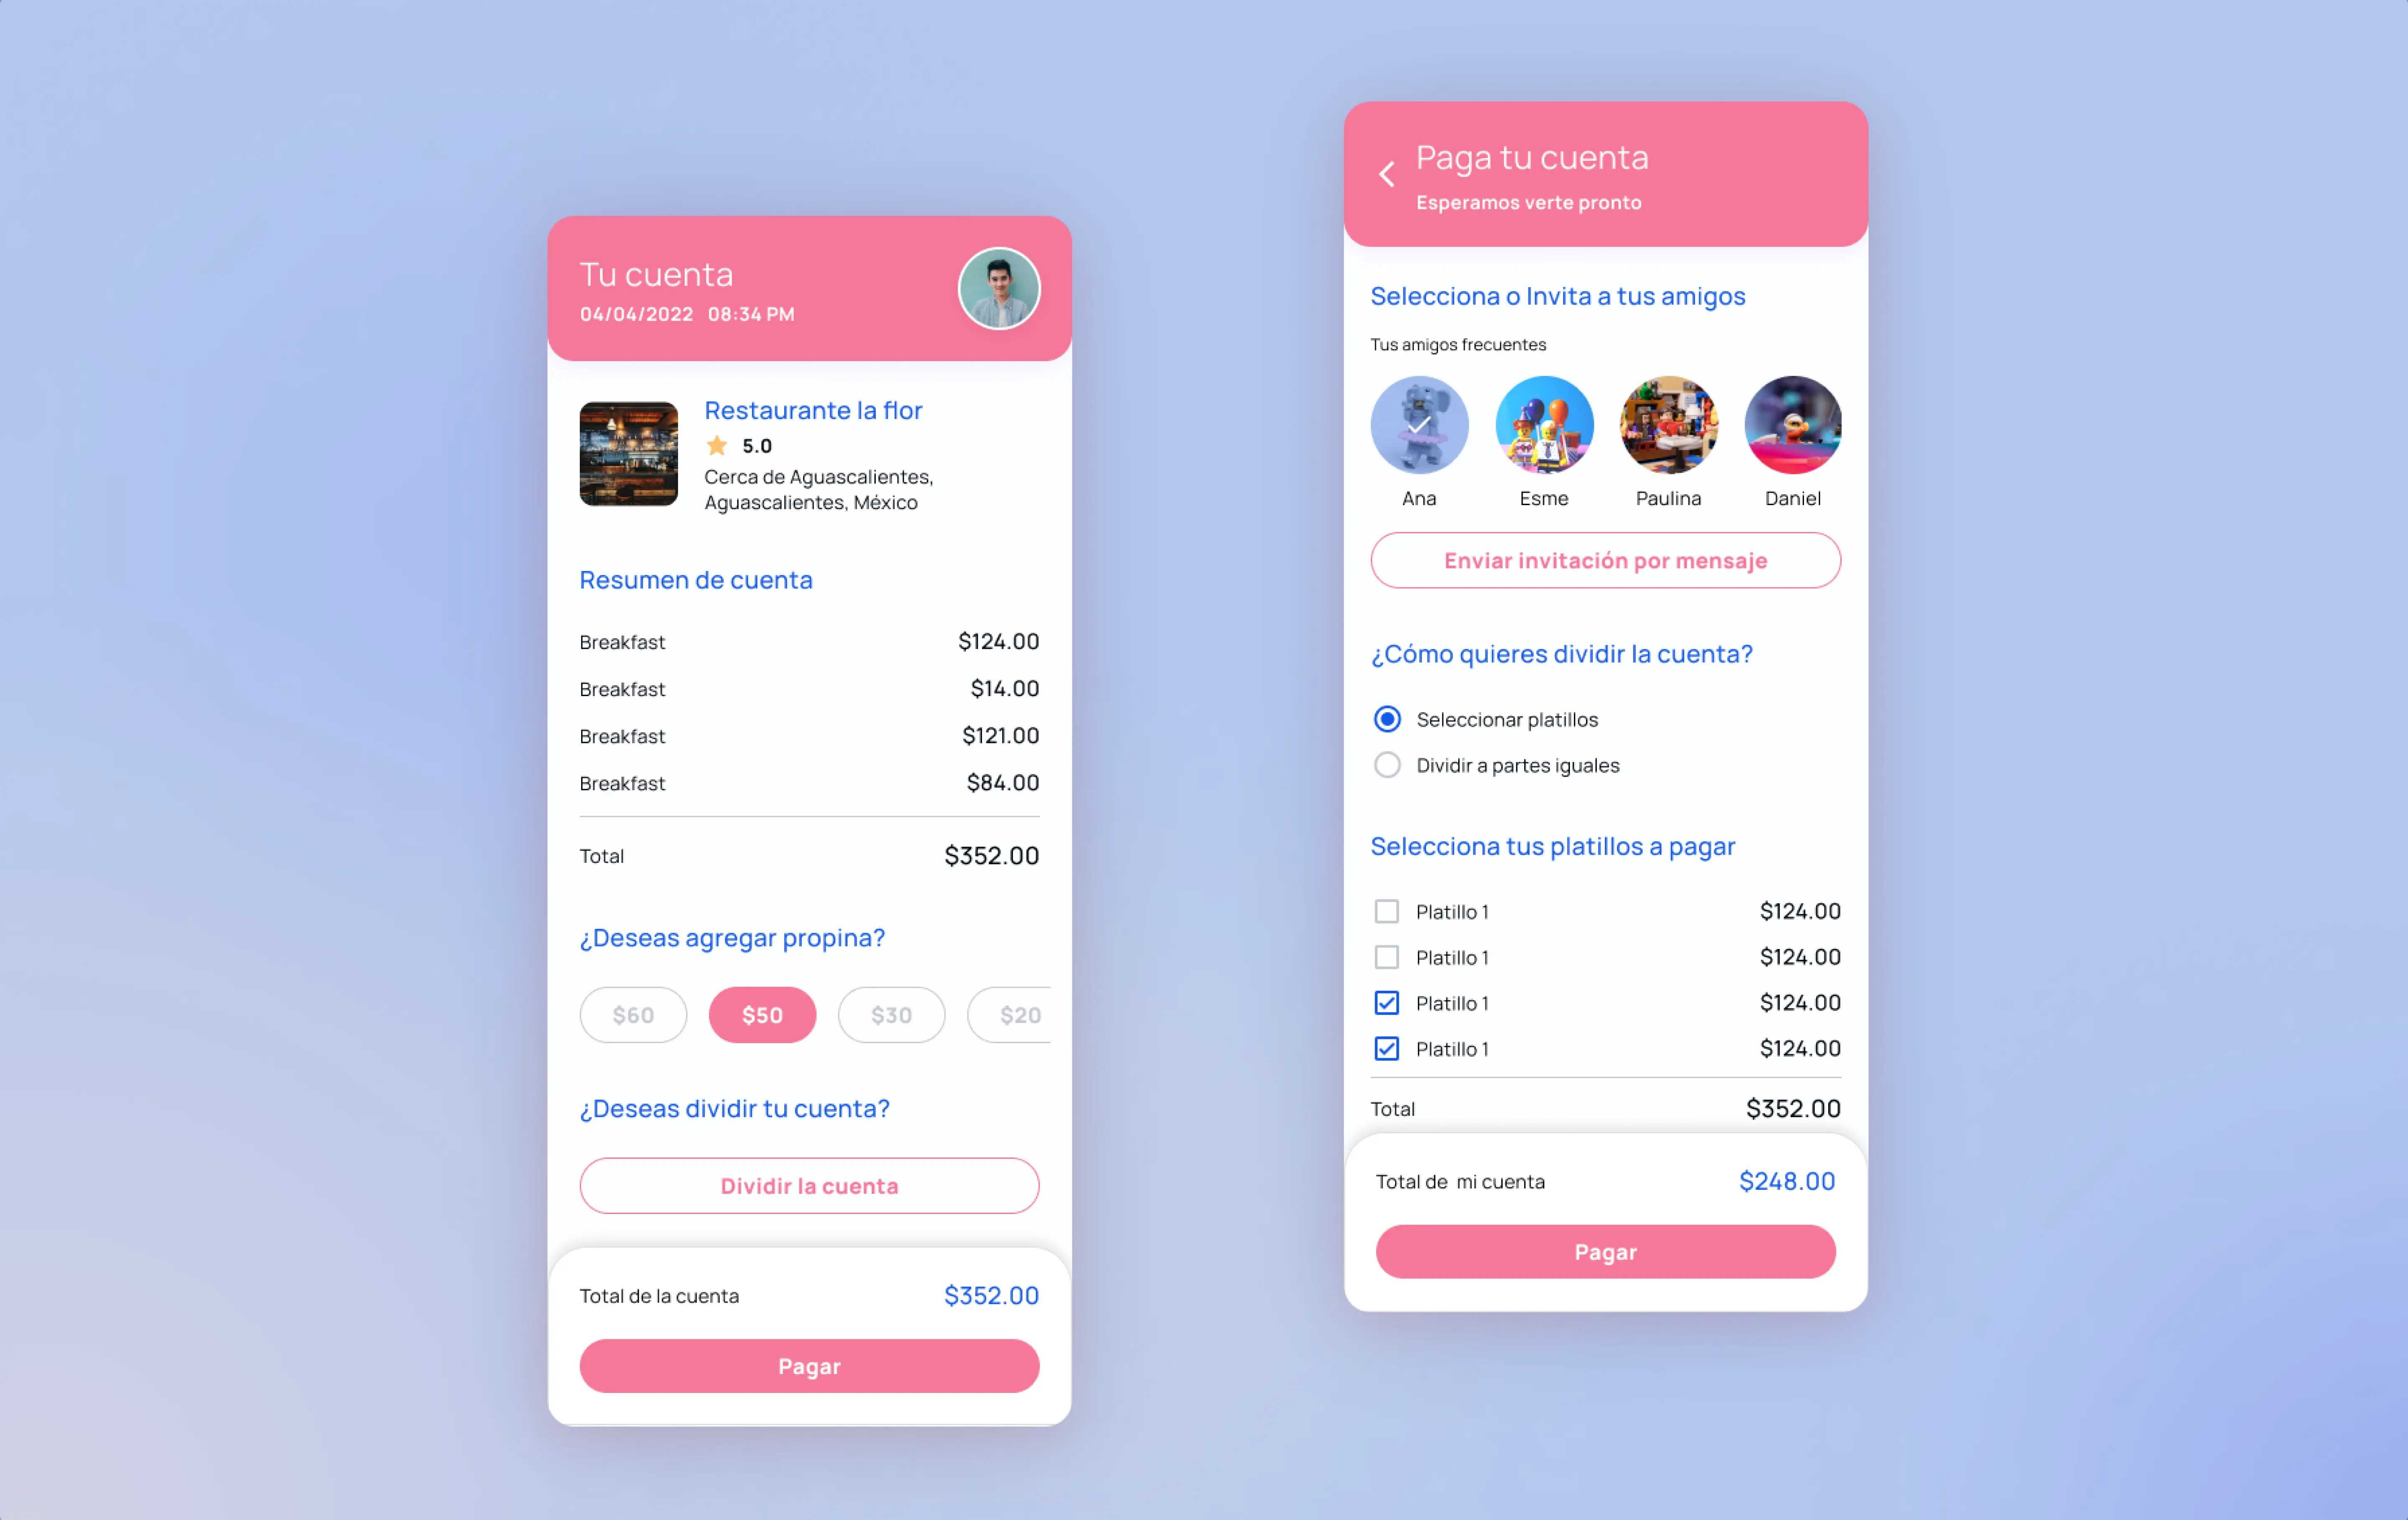 Tu cuenta
04/04/2022 08:34 PM
Restaurante la flor
5.0
Cerca de Aguascalientes,
Aguascalientes, México
Resumen de cuenta
Breakfast $124.00
Breakfast $14.00
Breakfast $121.00
Breakfast $84.00
Total $352.00
¿Deseas agregar propina?
$60 $50 $30 $20
¿Deseas dividir tu cuenta?
Dividir la cuenta
Total de la cuenta $352.00
Pagar
Paga tu cuenta
Esperamos verte pronto
Selecciona o Invita a tus amigos
Tus amigos frecuentes
Ana Esme Paulina Daniel
Enviar invitación por mensaje
¿Cómo quieres dividir la cuenta?
Seleccionar platillos
Dividir a partes iguales
Selecciona tus platillos a pagar
Platillo 1 $124.00
Platillo 1 $124.00
Platillo 1 $124.00
Platillo 1 $124.00
Total $352.00
Total de mi cuenta $248.00
Pagar